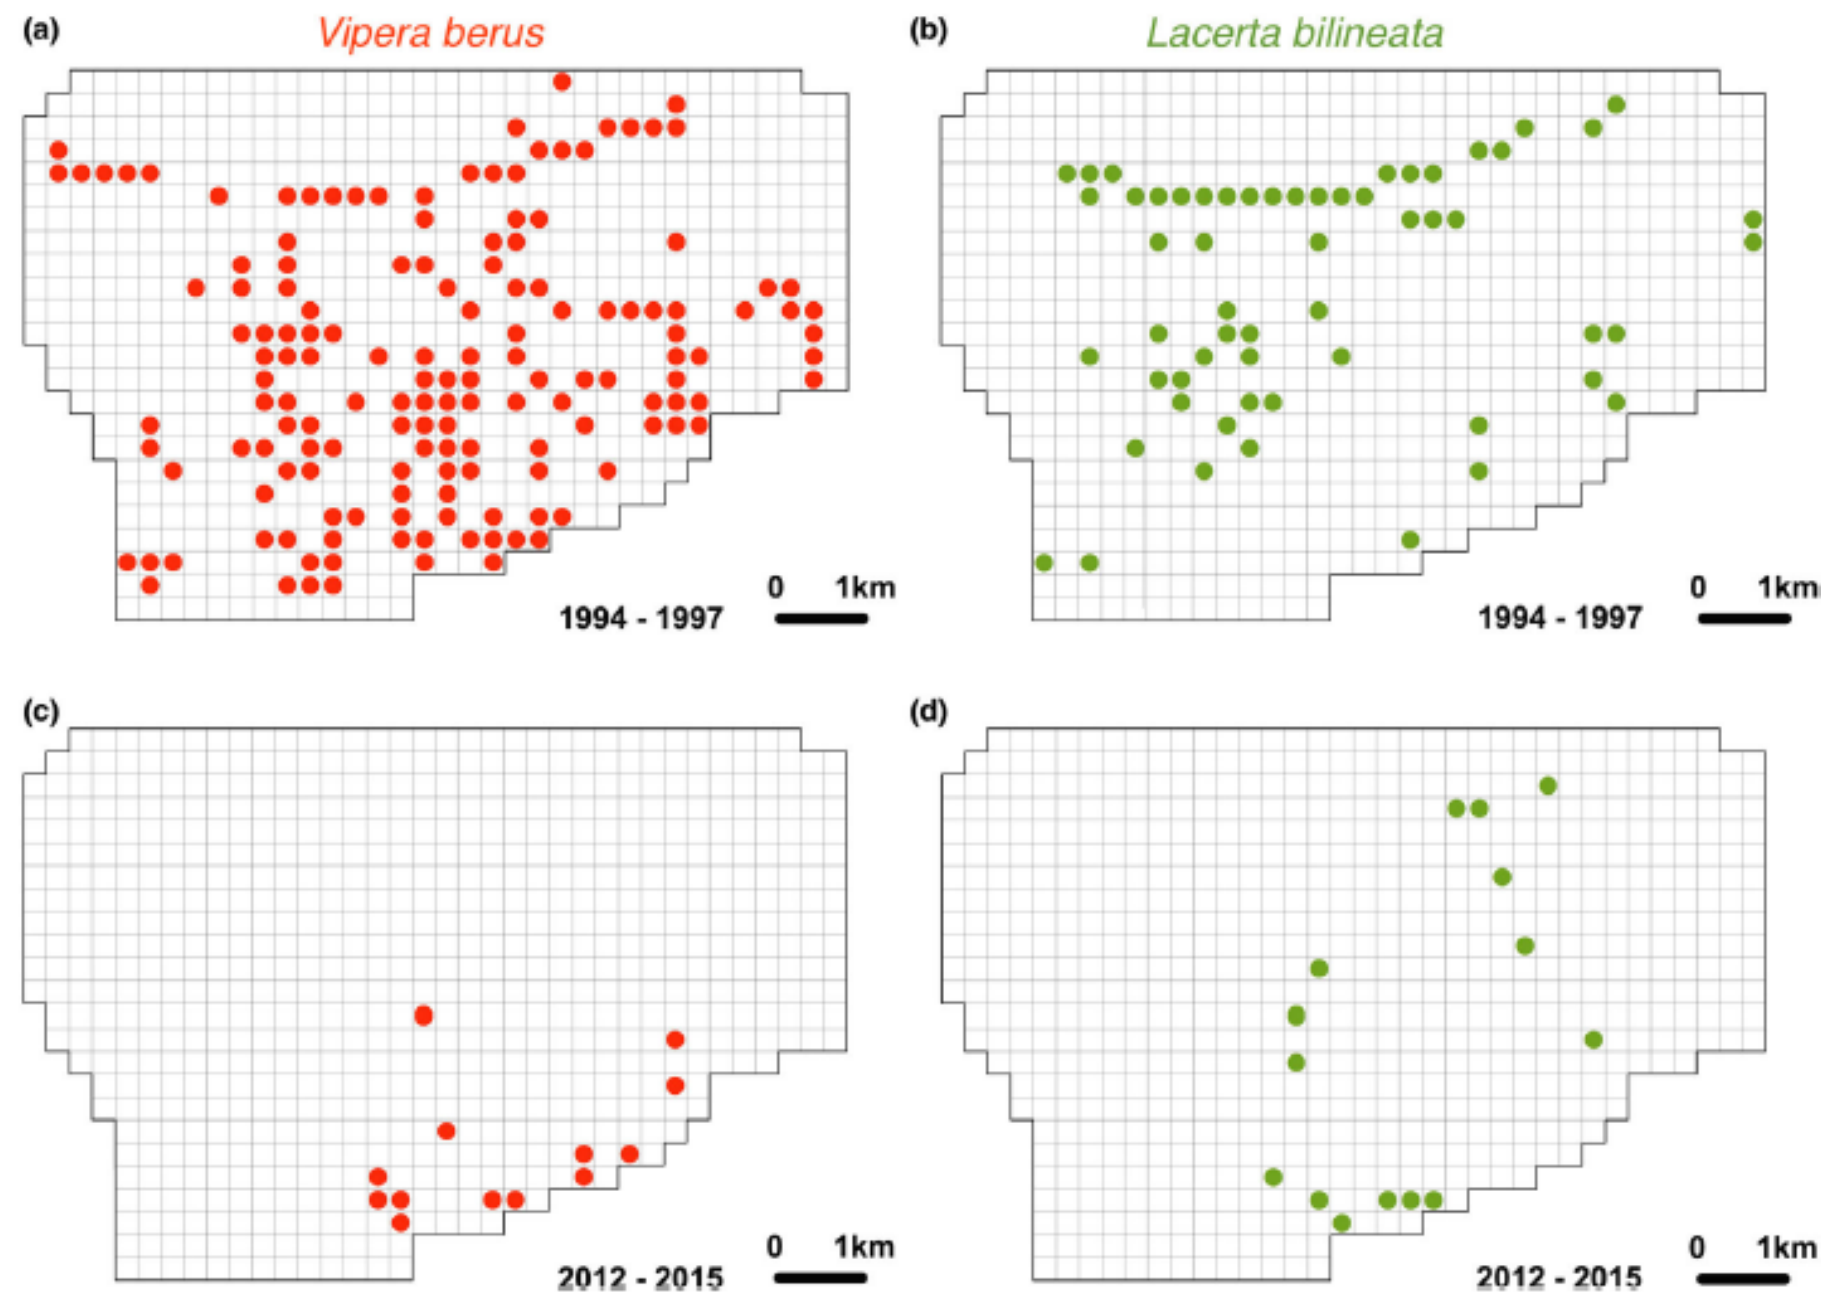 (a) Vipera berus
(b) Lacerta bilineata
0 1km
1994 - 1997
0 1km
1994 - 1997
(c)
(d)
0 1km
2012 - 2015
0 1km
2012 - 2015